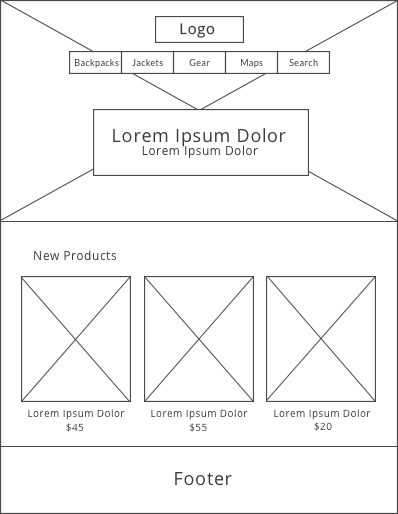 Logo
Backpacks Jackets Gear Maps Search
Lorem Ipsum Dolor
Lorem Ipsum Dolor
New Products
Lorem Ipsum Dolor Lorem Ipsum Dolor Lorem Ipsum Dolor
$45 $55 $20
Footer